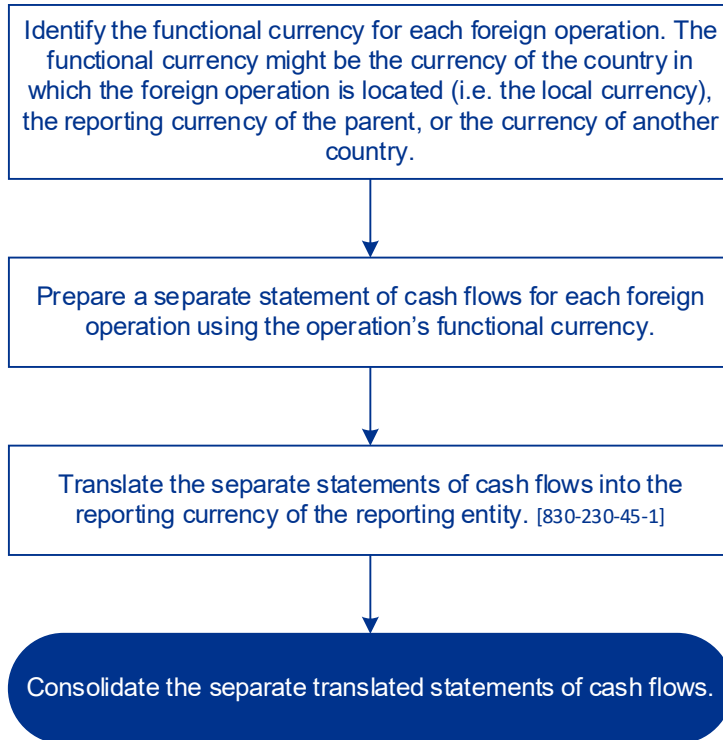 Identify the functional currency for each foreign operation. The
functional currency might be the currency of the country in
which the foreign operation is located (i.e. the local currency),
the reporting currency of the parent, or the currency of another
country.
Prepare a separate statement of cash flows for each foreign
operation using the operation’s functional currency.
Translate the separate statements of cash flows into the
reporting currency of the reporting entity. [830-230-45-1]
Consolidate the separate translated statements of cash flows.